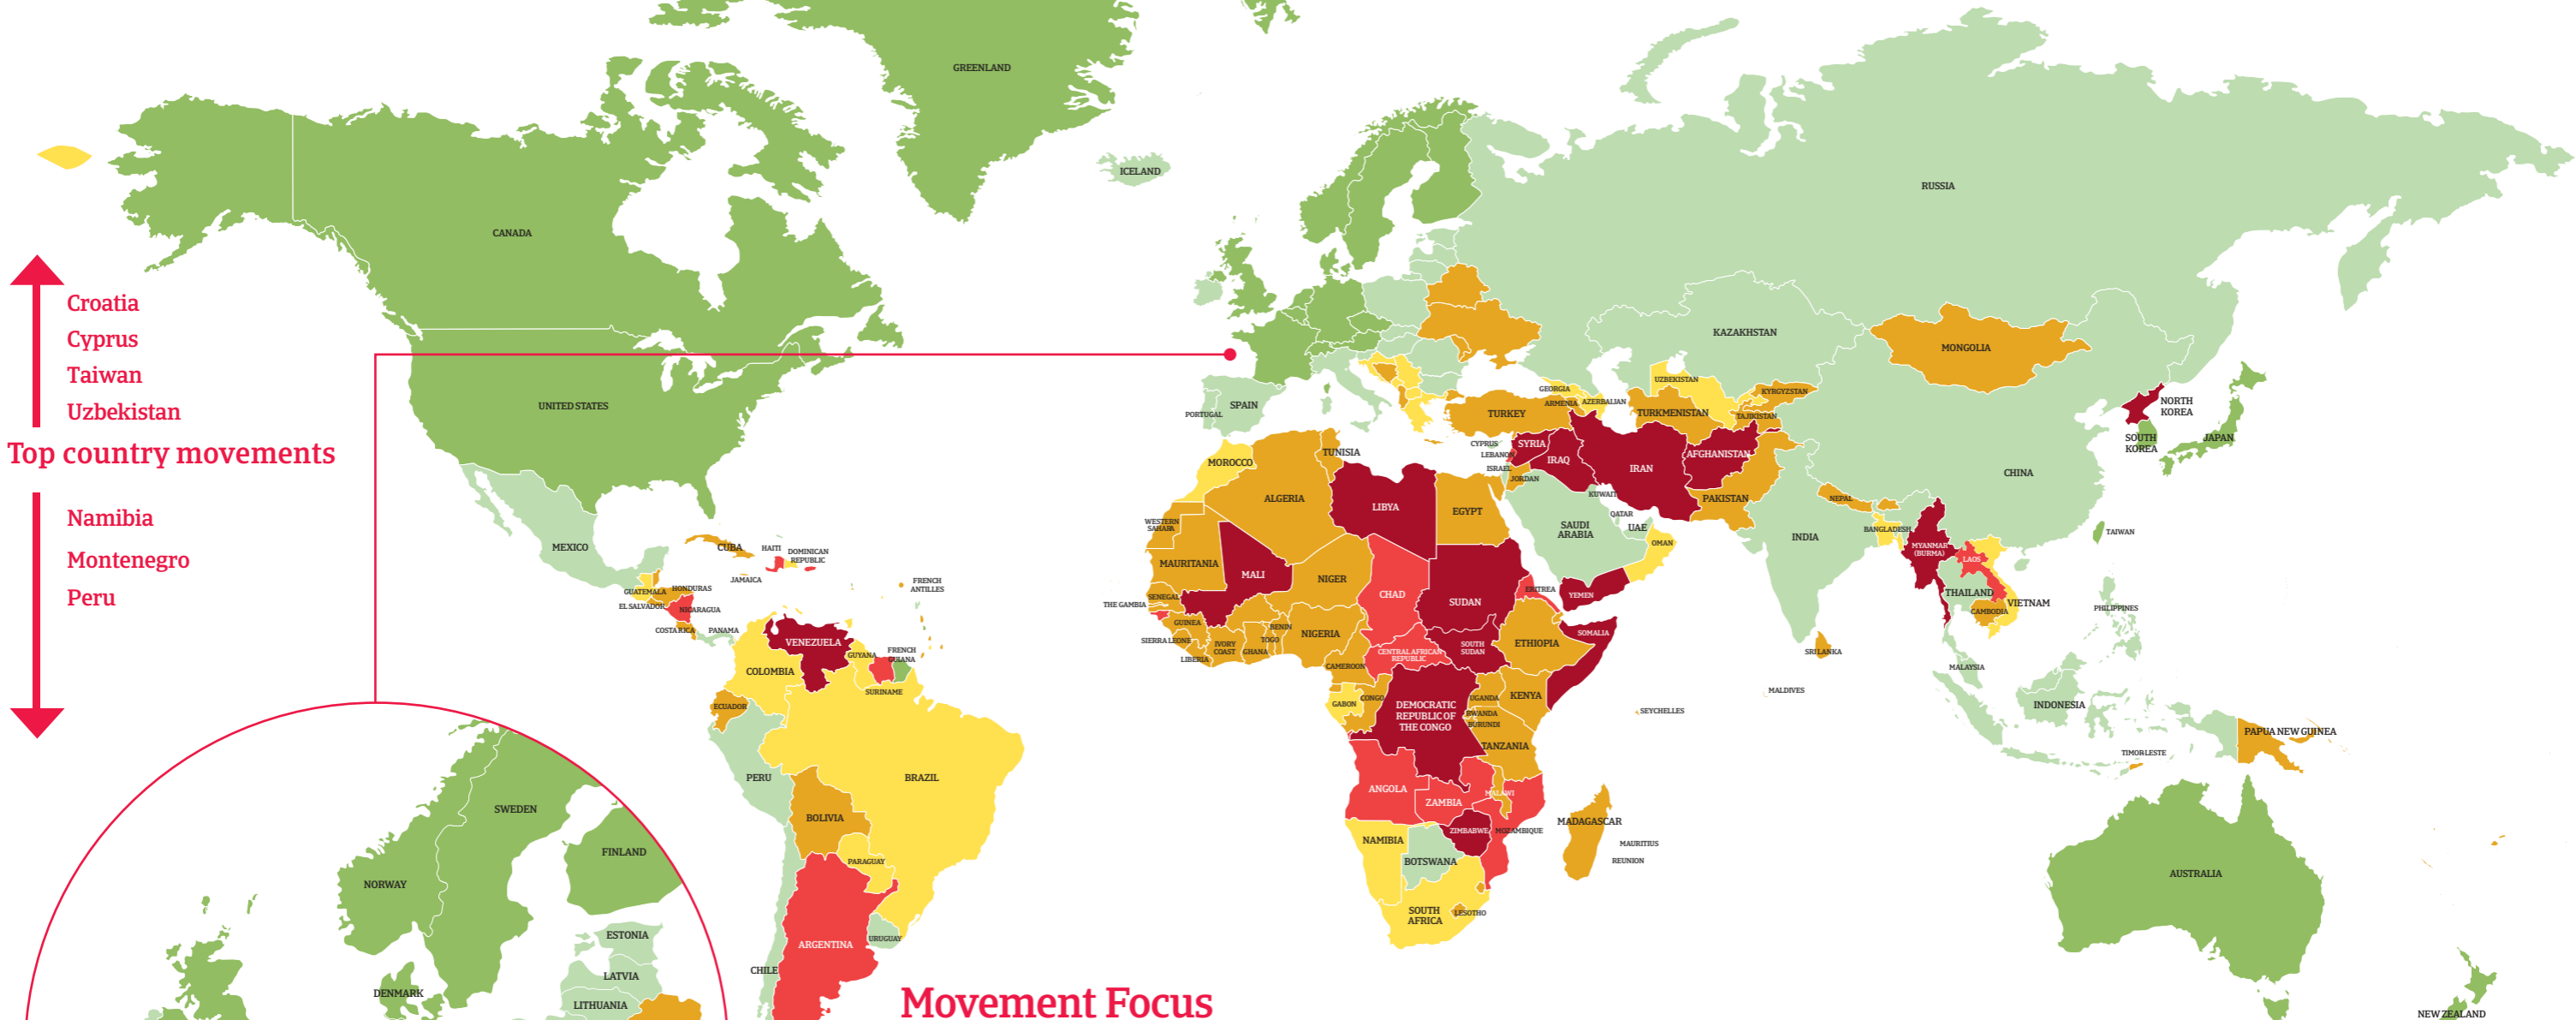 GREENLAND
ICELAND
RUSSIA
CANADA
Croatia
Cyprus
Taiwan
Uzbekistan
Top country movements
Namibia
Montenegro
Peru
UNITED STATES
MEXICO
CUBA
HAITI
DOMINICAN
REPUBLIC
JAMAICA
HONDURAS
GUATEMALA
EL SALVADOR
NICARAGUA
COSTA RICA
PANAMA
FRENCH
ANTILLES
VENEZUELA
GUYANA
FRENCH
GUIANA
SURINAME
COLOMBIA
ECUADOR
PERU
BRAZIL
BOLIVIA
PARAGUAY
ARGENTINA
URUGUAY
CHILE
PORTUGAL
SPAIN
KAZAKHSTAN
MONGOLIA
UZBEKISTAN
KYRGYZSTAN
GEORGIA
ARMENIA
AZERBAIJAN
TURKMENISTAN
TAJIKISTAN
TURKEY
CYPRUS
SYRIA
LEBANON
ISRAEL
JORDAN
IRAQ
IRAN
AFGHANISTAN
PAKISTAN
KUWAIT
QATAR
UAE
SAUDI
ARABIA
OMAN
YEMEN
NORTH
KOREA
SOUTH
KOREA
JAPAN
CHINA
NEPAL
INDIA
BANGLADESH
MYANMAR
(BURMA)
LAOS
THAILAND
CAMBODIA
VIETNAM
TAIWAN
PHILIPPINES
SRI LANKA
MALDIVES
MALAYSIA
INDONESIA
TIMOR LESTE
PAPUA NEW GUINEA
AUSTRALIA
NEW ZEALAND
MOROCCO
TUNISIA
ALGERIA
LIBYA
EGYPT
WESTERN
SAHARA
MAURITANIA
MALI
NIGER
CHAD
SUDAN
ERITREA
SENEGAL
THE GAMBIA
GUINEA
SIERRA LEONE
LIBERIA
IVORY
COAST
GHANA
TOGO
BENIN
NIGERIA
CAMEROON
CENTRAL AFRICAN
REPUBLIC
SOUTH
SUDAN
ETHIOPIA
SOMALIA
GABON
CONGO
DEMOCRATIC
REPUBLIC OF
THE CONGO
UGANDA
KENYA
RWANDA
BURUNDI
TANZANIA
SEYCHELLES
ANGOLA
ZAMBIA
MALAWI
ZIMBABWE
MOZAMBIQUE
MADAGASCAR
MAURITIUS
REUNION
NAMIBIA
BOTSWANA
SOUTH
AFRICA
LESOTHO
SWEDEN
FINLAND
NORWAY
ESTONIA
LATVIA
DENMARK
LITHUANIA
Movement Focus